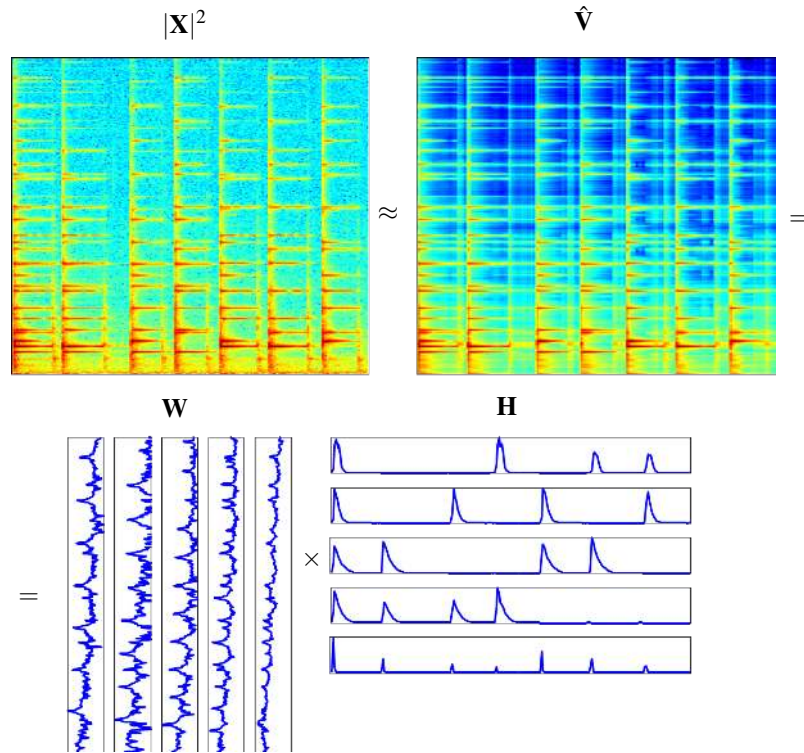 |X|² V̂
≈ =
W H
= ×